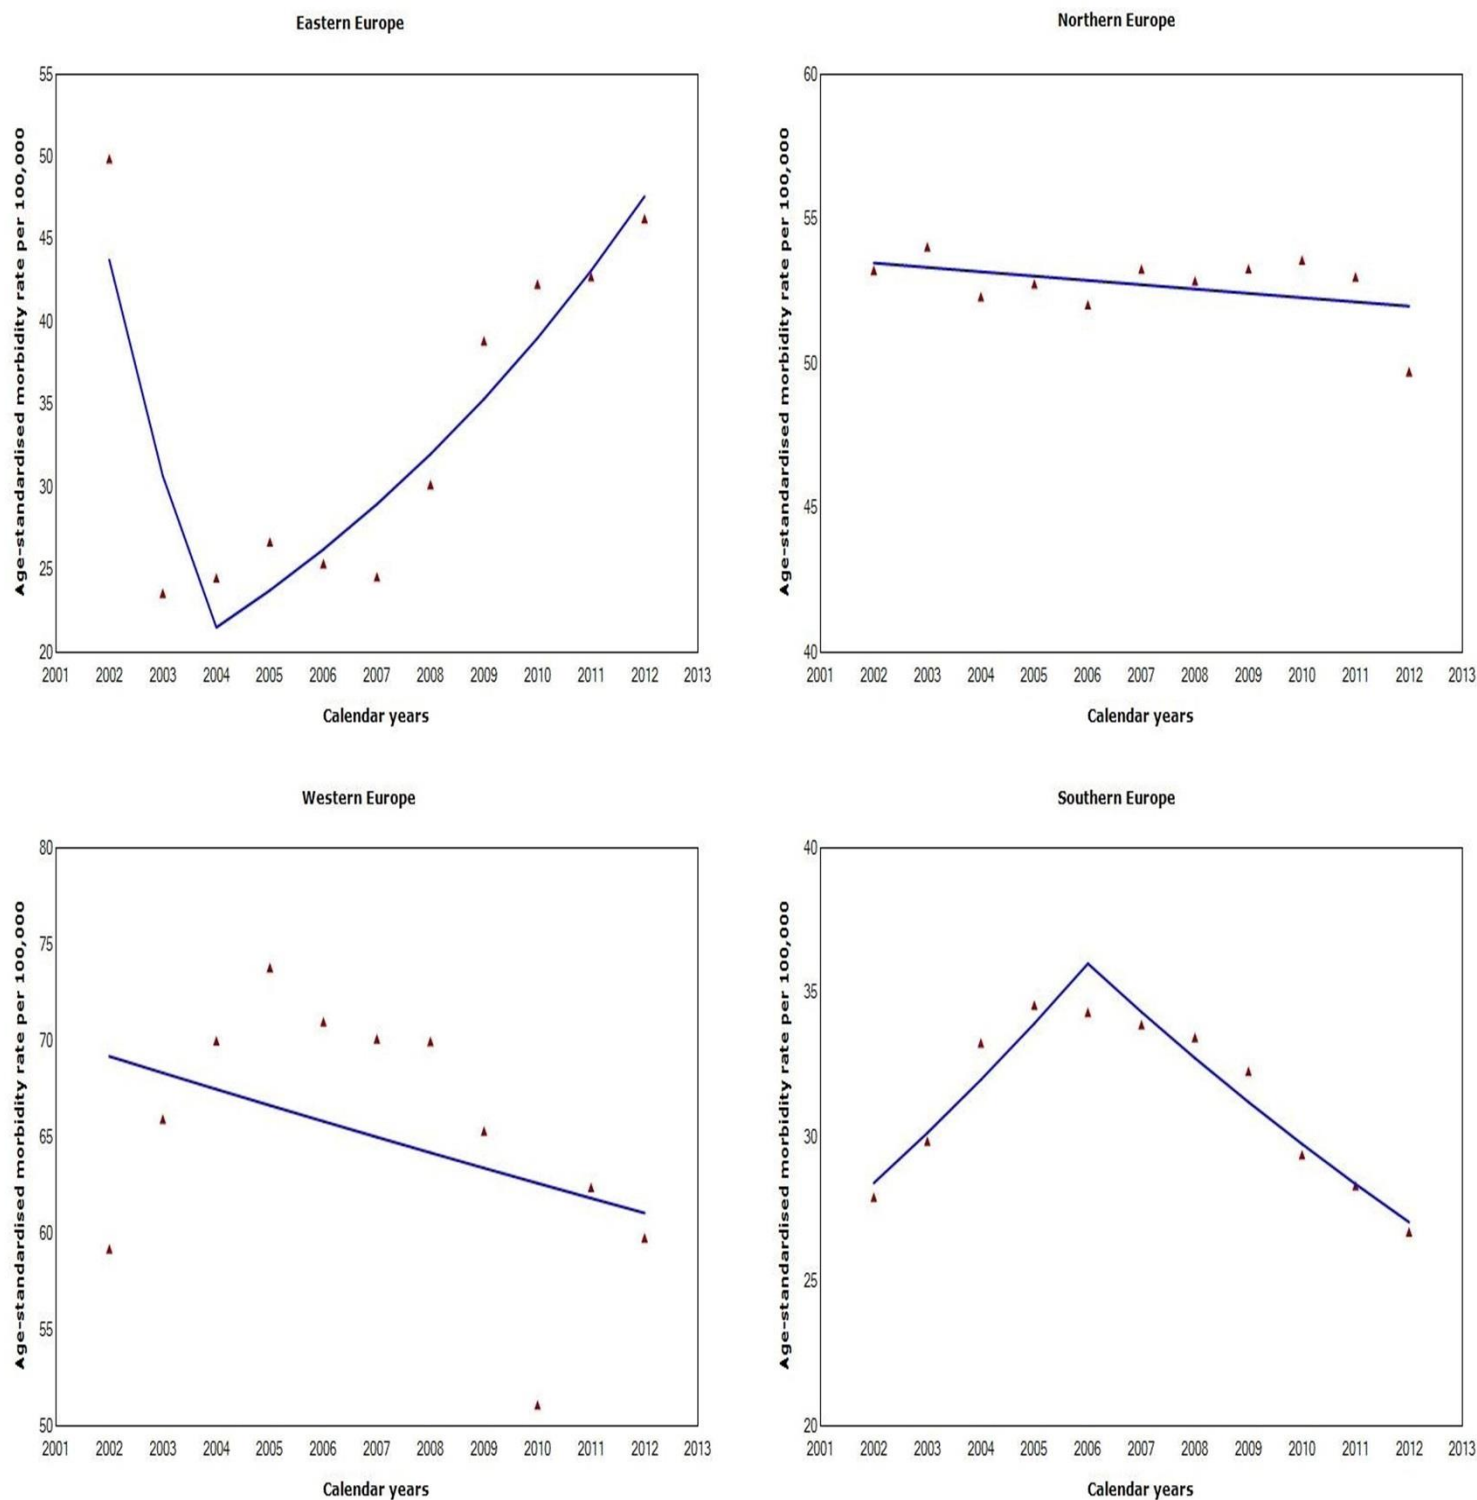 Eastern Europe
Age-standardised morbidity rate per 100,000
55
50
45
40
35
30
25
20
2001 2002 2003 2004 2005 2006 2007 2008 2009 2010 2011 2012 2013
Calendar years
Northern Europe
Age-standardised morbidity rate per 100,000
60
55
50
45
40
2001 2002 2003 2004 2005 2006 2007 2008 2009 2010 2011 2012 2013
Calendar years
Western Europe
Age-standardised morbidity rate per 100,000
80
75
70
65
60
55
50
2001 2002 2003 2004 2005 2006 2007 2008 2009 2010 2011 2012 2013
Calendar years
Southern Europe
Age-standardised morbidity rate per 100,000
40
35
30
25
20
2001 2002 2003 2004 2005 2006 2007 2008 2009 2010 2011 2012 2013
Calendar years